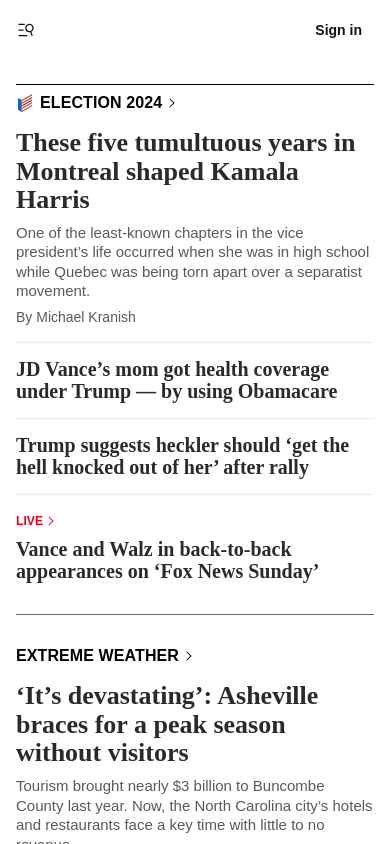 Sign in
ELECTION 2024
These five tumultuous years in
Montreal shaped Kamala
Harris
One of the least-known chapters in the vice
president’s life occurred when she was in high school
while Quebec was being torn apart over a separatist
movement.
By Michael Kranish
JD Vance’s mom got health coverage
under Trump — by using Obamacare
Trump suggests heckler should ‘get the
hell knocked out of her’ after rally
LIVE
Vance and Walz in back-to-back
appearances on ‘Fox News Sunday’
EXTREME WEATHER
‘It’s devastating’: Asheville
braces for a peak season
without visitors
Tourism brought nearly $3 billion to Buncombe
County last year. Now, the North Carolina city’s hotels
and restaurants face a key time with little to no
revenue.